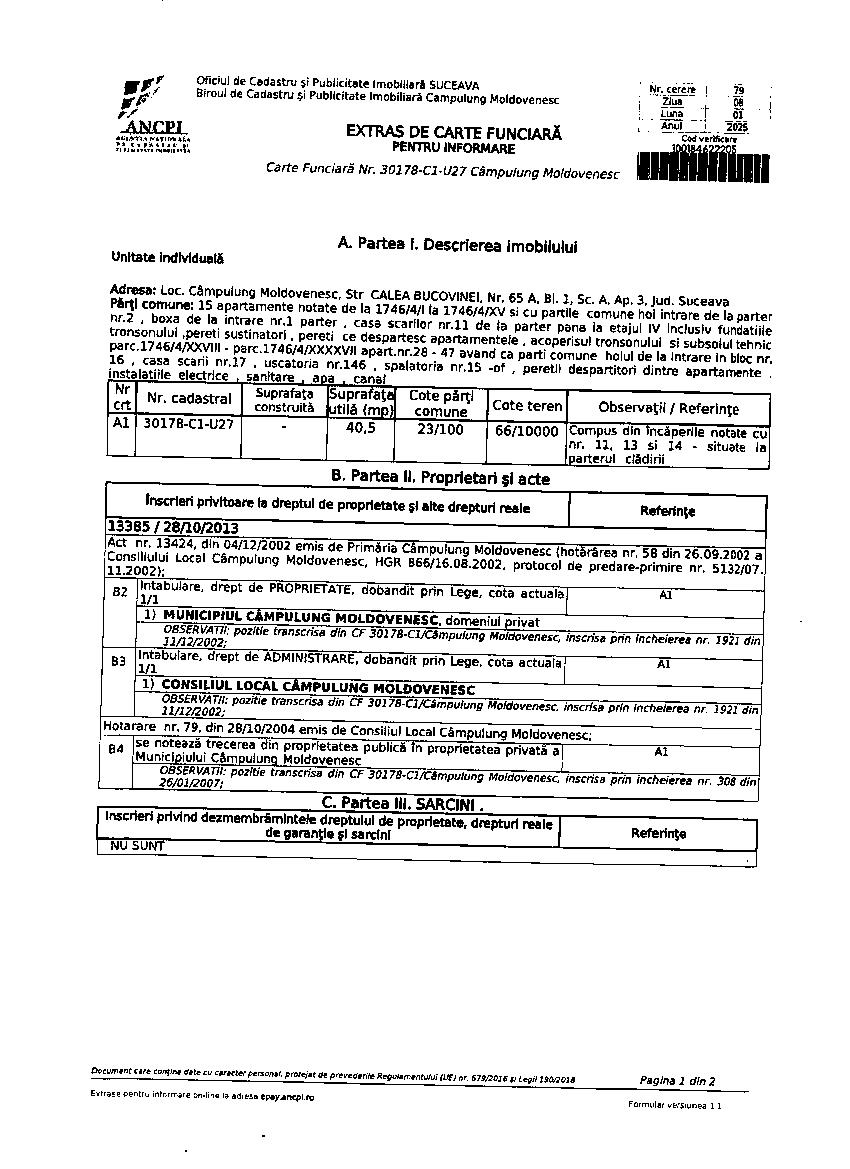 Oficiul de Cadastru și Publicitate Imobiliară SUCEAVA
Biroul de Cadastru și Publicitate Imobiliară Campulung Moldovenesc
Nr. cerere 79
Ziua 08
Luna 01
Anul 2025
Cod verificare
100184622205
ANCPI
EXTRAS DE CARTE FUNCIARĂ
PENTRU INFORMARE
Carte Funciară Nr. 30178-C1-U27 Câmpulung Moldovenesc
A. Partea I. Descrierea imobilului
Unitate individuală
Adresa: Loc. Câmpulung Moldovenesc, Str CALEA BUCOVINEI, Nr. 65 A, Bl. 1, Sc. A, Ap. 3, Jud. Suceava
Părți comune: 15 apartamente notate de la 1746/4/I la 1746/4/XV si cu partile comune hol intrare de la parter
nr.2 , boxa de la intrare nr.1 parter , casa scarilor nr.11 de la parter pana la etajul IV inclusiv fundatiile
tronsonului ,pereti sustinatori , pereti ce despartesc apartamentele , acoperisul tronsonului si subsolul tehnic
parc.1746/4/XXVIII - parc.1746/4/XXXXVII apart.nr.28 - 47 avand ca parti comune holul de la intrare in bloc nr.
16 , casa scarii nr.17 , uscatoria nr.146 , spalatoria nr.15 -of , peretii despartitori dintre apartamente ,
instalatiile electrice , sanitare , apa , canal
Nr crt Nr. cadastral Suprafața construită Suprafața utilă (mp) Cote părți comune Cote teren Observații / Referințe
A1 30178-C1-U27 - 40,5 23/100 66/10000 Compus din încăperile notate cu
nr. 11, 13 si 14 - situate la
parterul clădirii
B. Partea II. Proprietari și acte
Înscrieri privitoare la dreptul de proprietate și alte drepturi reale Referințe
13385 / 28/10/2013
Act nr. 13424, din 04/12/2002 emis de Primăria Câmpulung Moldovenesc (hotărârea nr. 58 din 26.09.2002 a
Consiliului Local Câmpulung Moldovenesc, HGR 866/16.08.2002, protocol de predare-primire nr. 5132/07.
11.2002);
B2 Intabulare, drept de PROPRIETATE, dobandit prin Lege, cota actuala A1
1/1
1) MUNICIPIUL CÂMPULUNG MOLDOVENESC, domeniul privat
OBSERVATII: pozitie transcrisa din CF 30178-C1/Câmpulung Moldovenesc, inscrisa prin incheierea nr. 1921 din
11/12/2002;
B3 Intabulare, drept de ADMINISTRARE, dobandit prin Lege, cota actuala A1
1/1
1) CONSILIUL LOCAL CÂMPULUNG MOLDOVENESC
OBSERVATII: pozitie transcrisa din CF 30178-C1/Câmpulung Moldovenesc, inscrisa prin incheierea nr. 1921 din
11/12/2002;
Hotarare nr. 79, din 28/10/2004 emis de Consiliul Local Câmpulung Moldovenesc;
B4 se notează trecerea din proprietatea publică în proprietatea privată a A1
Municipiului Câmpulung Moldovenesc
OBSERVATII: pozitie transcrisa din CF 30178-C1/Câmpulung Moldovenesc, inscrisa prin incheierea nr. 308 din
26/01/2007;
C. Partea III. SARCINI .
Inscrieri privind dezmembrămintele dreptului de proprietate, drepturi reale
de garanție și sarcini Referințe
NU SUNT
Document care conține date cu caracter personal, protejat de prevederile Regulamentului (UE) nr. 679/2016 și Legii 190/2018
Pagina 1 din 2
Extrase pentru informare on-line la adresa epay.ancpi.ro
Formular versiunea 1.1